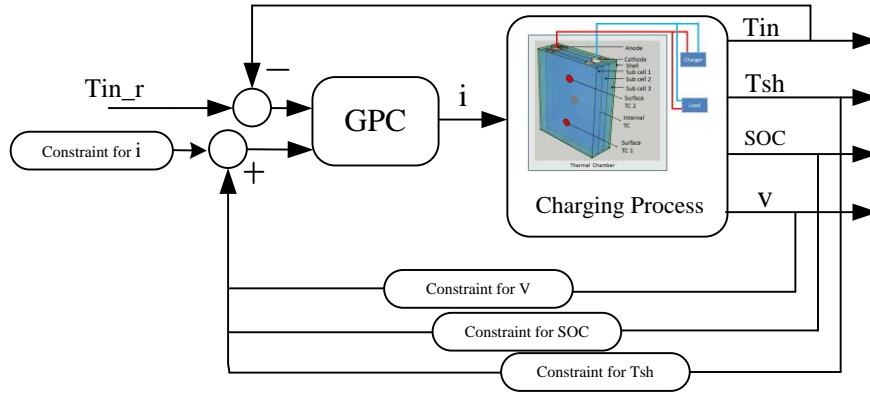 Tin_r
−
Constraint for i
+
GPC
i
Anode
Cathode
Shell
Sub cell 1
Sub cell 2
Sub cell 3
Surface
TC 2
Internal
TC
Surface
TC 1
Charger
Load
Thermal Chamber
Charging Process
Tin
Tsh
SOC
v
Constraint for V
Constraint for SOC
Constraint for Tsh